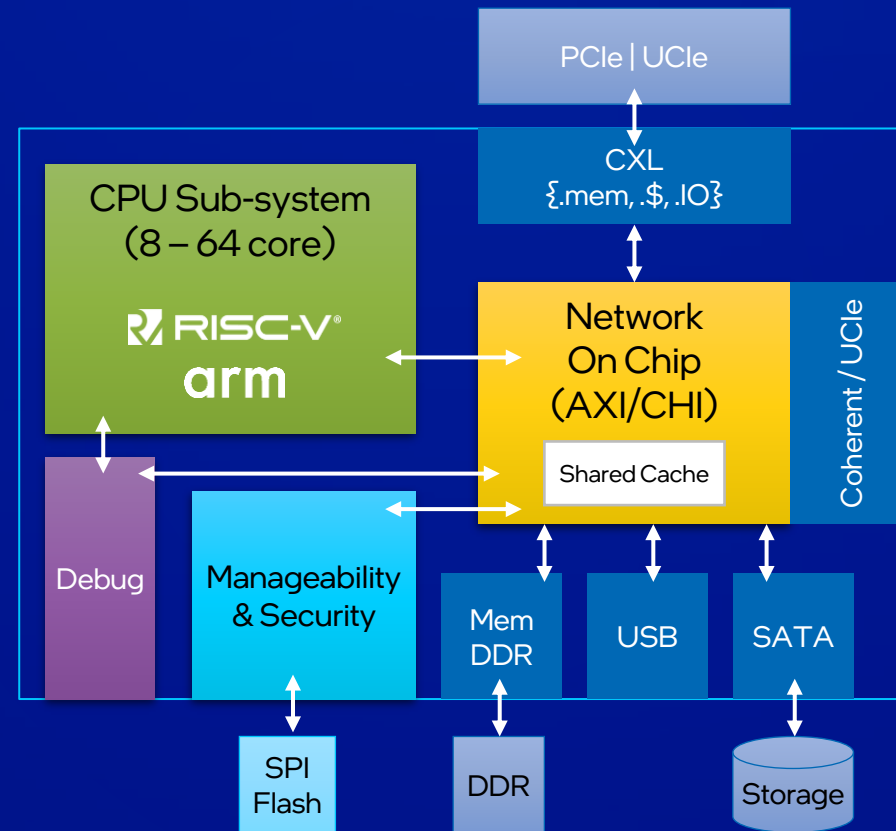 PCIe | UCIe
CXL
{.mem, .$, .IO}
CPU Sub-system
(8 – 64 core)
RISC-V®
arm
Network
On Chip
(AXI/CHI)
Shared Cache
Coherent / UCIe
Debug
Manageability
& Security
Mem
DDR
USB
SATA
SPI
Flash
DDR
Storage